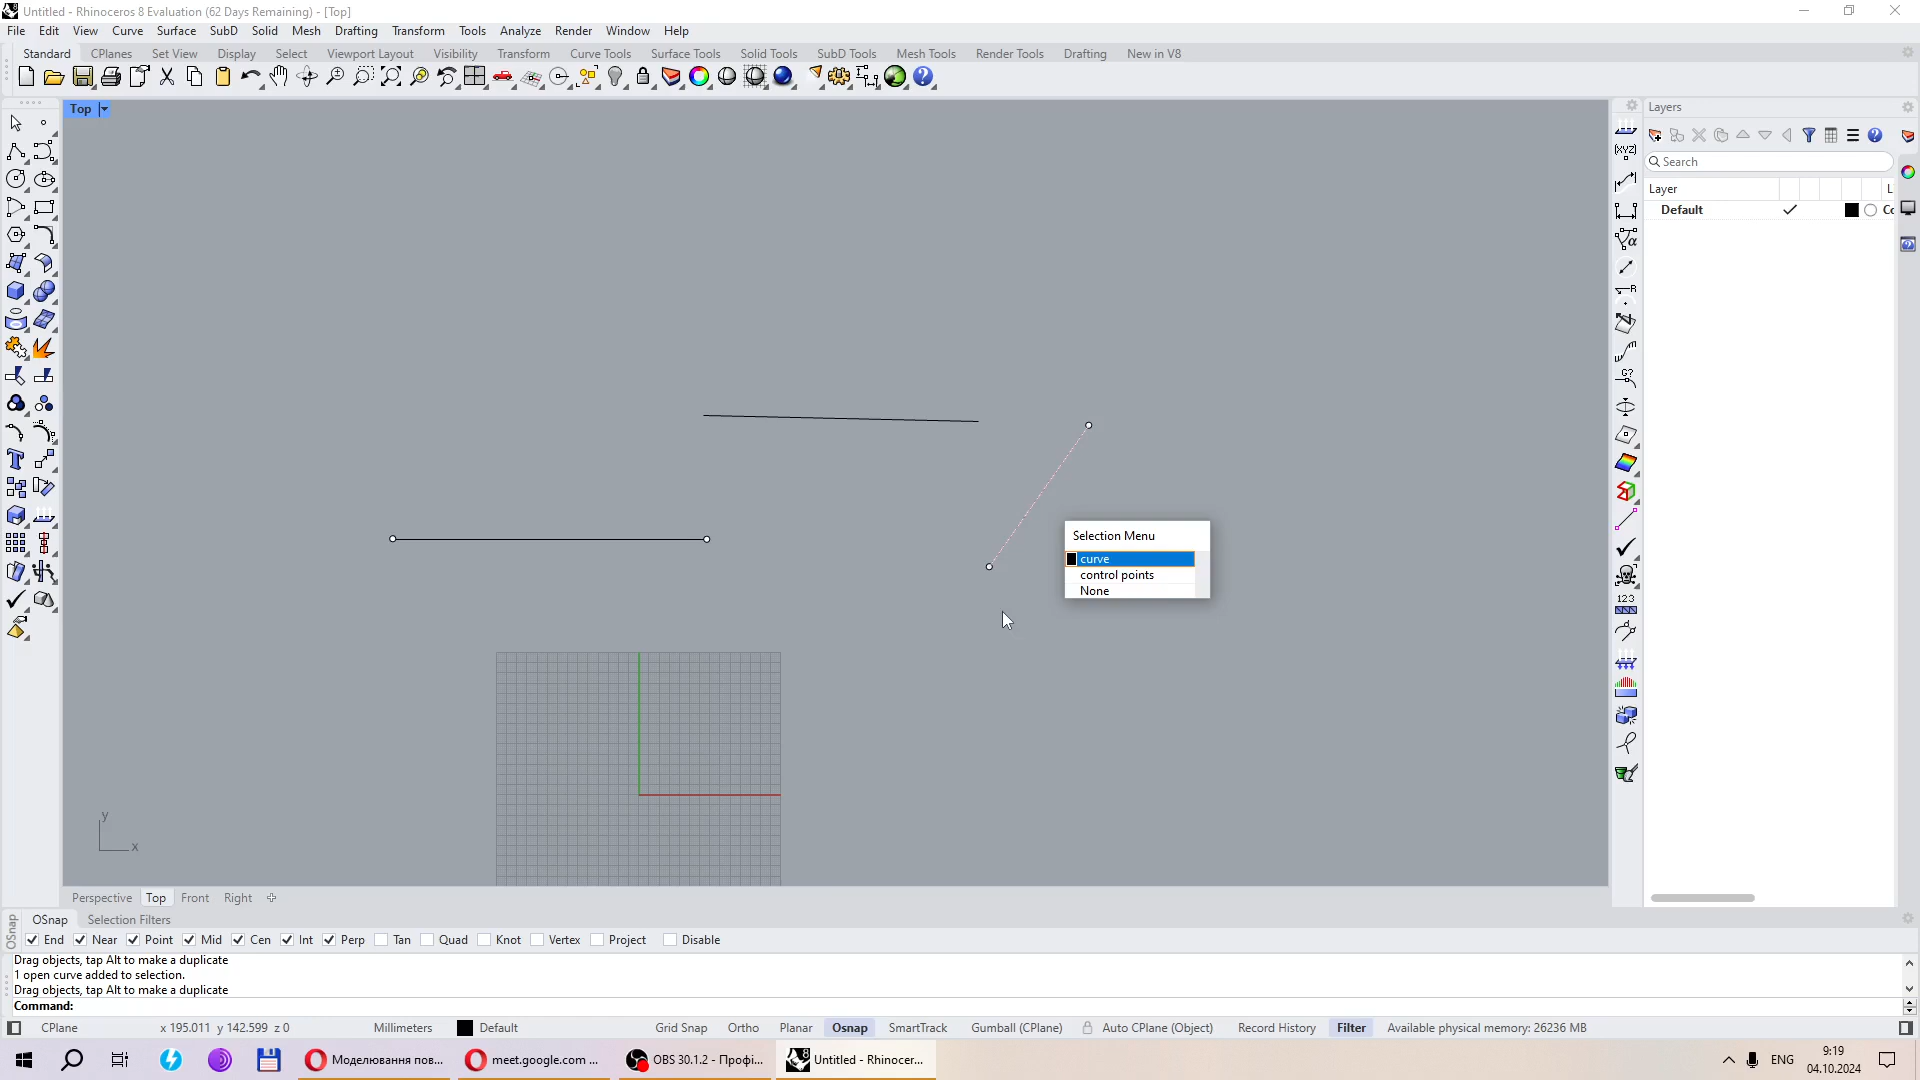 Untitled - Rhinoceros 8 Evaluation (62 Days Remaining) - [Top]
File Edit View Curve Surface SubD Solid Mesh Drafting Transform Tools Analyze Render Window Help
Standard CPlanes Set View Display Select Viewport Layout Visibility Transform Curve Tools Surface Tools Solid Tools SubD Tools Mesh Tools Render Tools Drafting New in V8
Top
Layers
Search
Layer L
Default Cc
Selection Menu
curve
control points
None
y
x
Perspective Top Front Right
OSnap Selection Filters
OSnap
End Near Point Mid Cen Int Perp Tan Quad Knot Vertex Project Disable
Drag objects, tap Alt to make a duplicate
1 open curve added to selection.
Drag objects, tap Alt to make a duplicate
Command:
CPlane x 195.011 y 142.599 z 0 Millimeters Default Grid Snap Ortho Planar Osnap SmartTrack Gumball (CPlane) Auto CPlane (Object) Record History Filter Available physical memory: 26236 MB
Моделювання пов... meet.google.com ... OBS 30.1.2 - Профі... Untitled - Rhinocer... ENG 9:19
04.10.2024